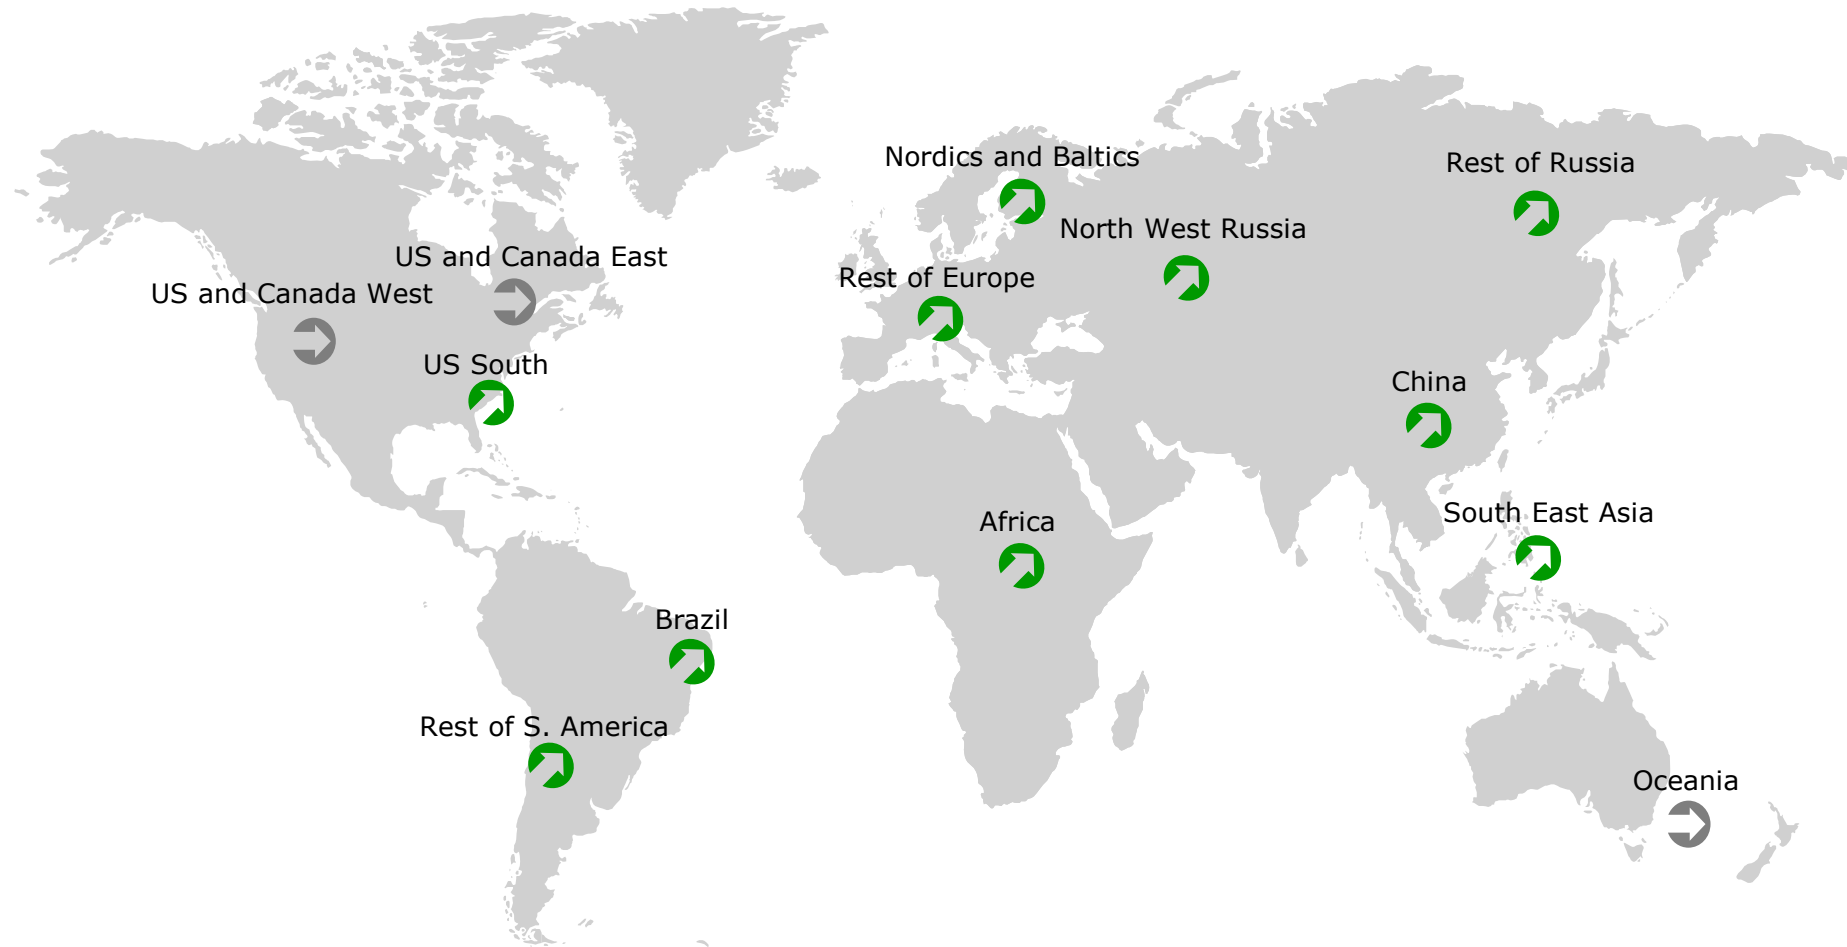 Nordics and Baltics
Rest of Russia
North West Russia
US and Canada East
Rest of Europe
US and Canada West
US South
China
South East Asia
Africa
Brazil
Rest of S. America
Oceania